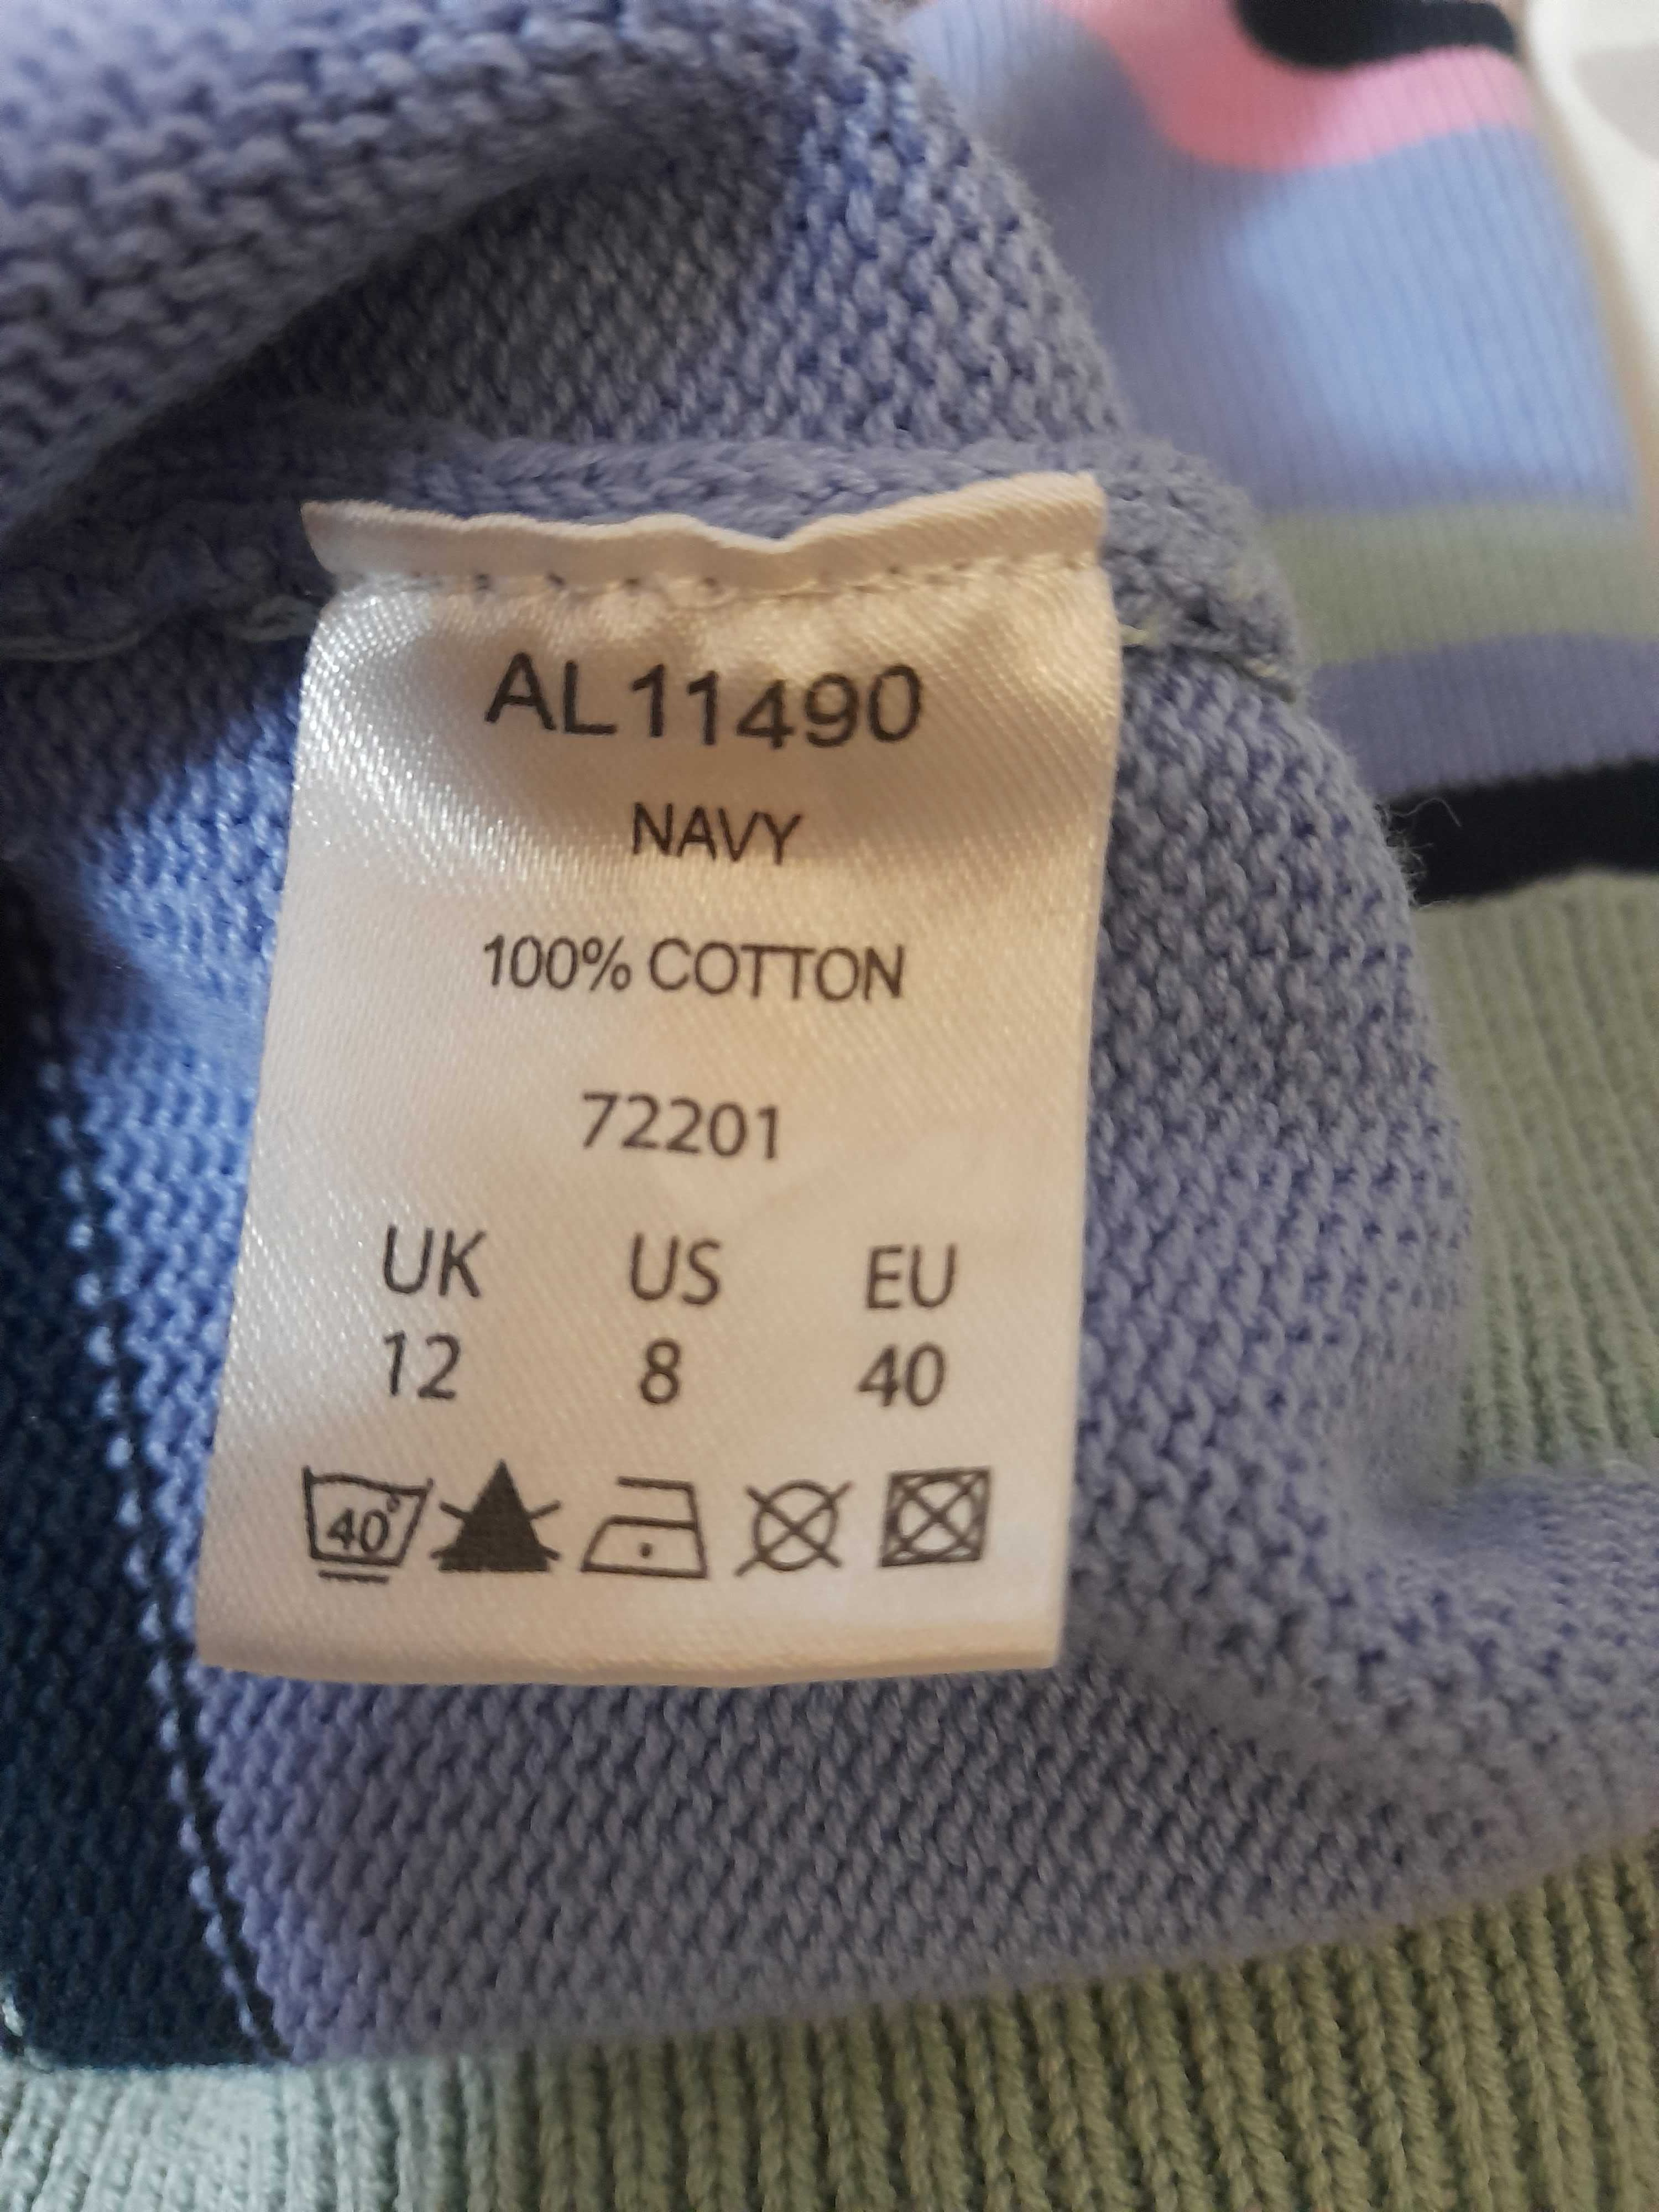 AL11490
NAVY
100% COTTON
72201
UK US EU
12 8 40
40°